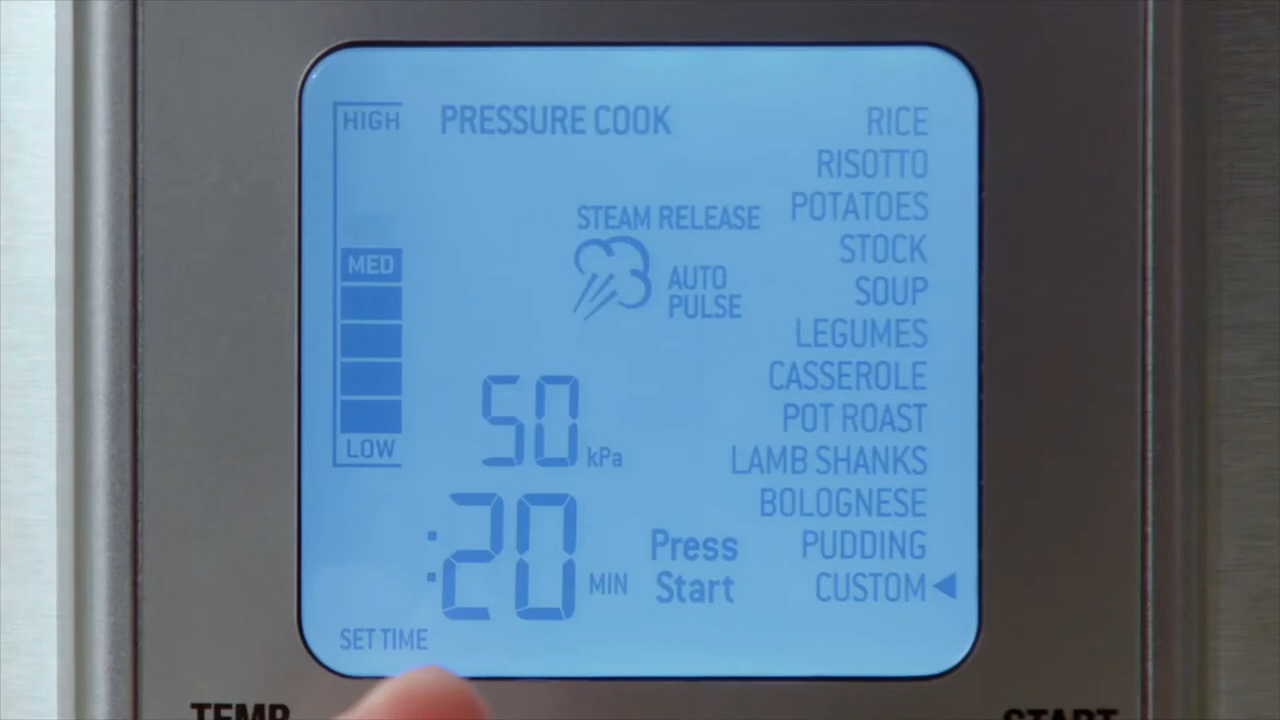 HIGH
PRESSURE COOK
MED
LOW
STEAM RELEASE
AUTO
PULSE
50 kPa
:20 MIN
Press
Start
SET TIME
RICE
RISOTTO
POTATOES
STOCK
SOUP
LEGUMES
CASSEROLE
POT ROAST
LAMB SHANKS
BOLOGNESE
PUDDING
CUSTOM
TEMP
START